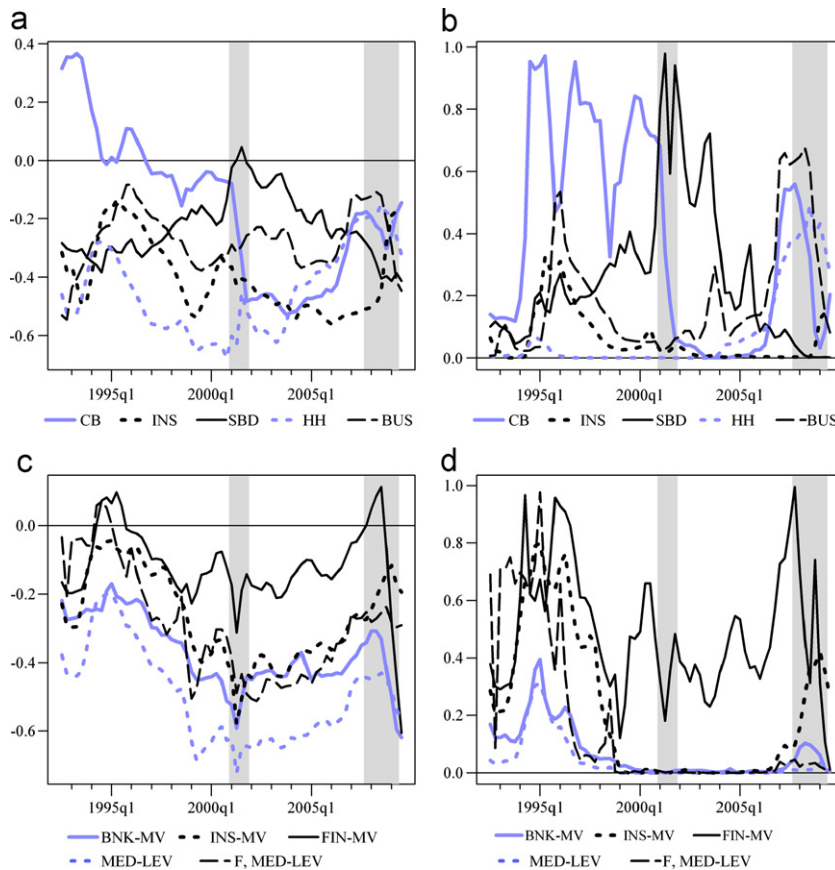 a
0.4
0.2
0.0
-0.2
-0.4
-0.6
1995q1 2000q1 2005q1
CB INS SBD HH BUS
b
1.0
0.8
0.6
0.4
0.2
0.0
1995q1 2000q1 2005q1
CB INS SBD HH BUS
c
0.0
-0.2
-0.4
-0.6
1995q1 2000q1 2005q1
BNK-MV INS-MV FIN-MV
MED-LEV F, MED-LEV
d
1.0
0.8
0.6
0.4
0.2
0.0
1995q1 2000q1 2005q1
BNK-MV INS-MV FIN-MV
MED-LEV F, MED-LEV